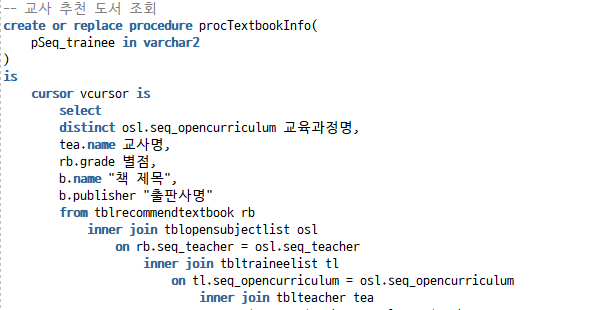 -- 교사 추천 도서 조회
create or replace procedure procTextbookInfo(
pSeq_trainee in varchar2
)
is
cursor vcursor is
select
distinct osl.seq_opencurriculum 교육과정명,
tea.name 교사명,
rb.grade 별점,
b.name "책 제목",
b.publisher "출판사명"
from tblrecommendtextbook rb
inner join tblopensubjectlist osl
on rb.seq_teacher = osl.seq_teacher
inner join tbltraineelist tl
on tl.seq_opencurriculum = osl.seq_opencurriculum
inner join tblteacher tea